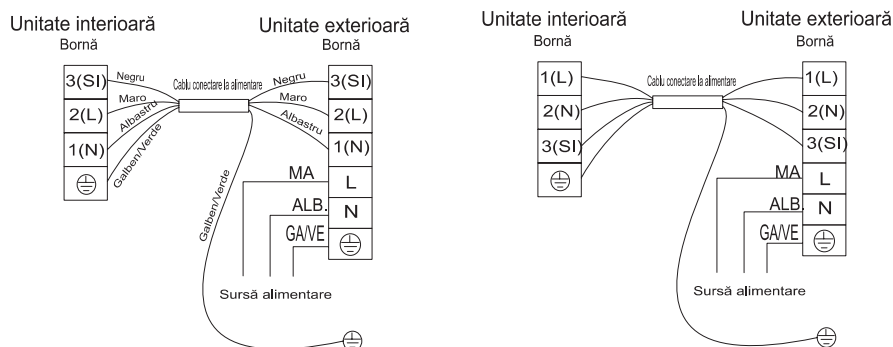 Unitate interioară
Bornă
Unitate exterioară
Bornă
3(SI)
2(L)
1(N)
Negru
Maro
Albastru
Galben/Verde
Cablu conectare la alimentare
Negru
Maro
Albastru
Galben/Verde
3(SI)
2(L)
1(N)
MA
L
ALB.
N
GA/VE
Sursă alimentare
Unitate interioară
Bornă
Unitate exterioară
Bornă
1(L)
2(N)
3(SI)
Cablu conectare la alimentare
1(L)
2(N)
3(SI)
MA
L
ALB.
N
GA/VE
Sursă alimentare